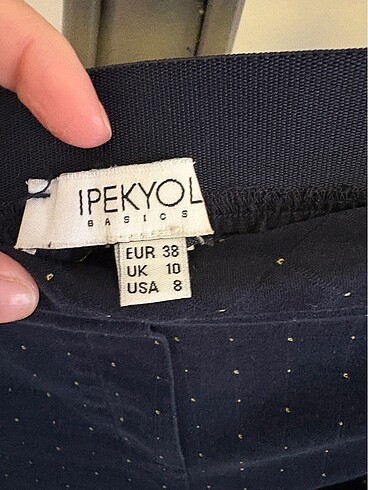 IPEKYOL
BASICS
EUR 38
UK 10
USA 8